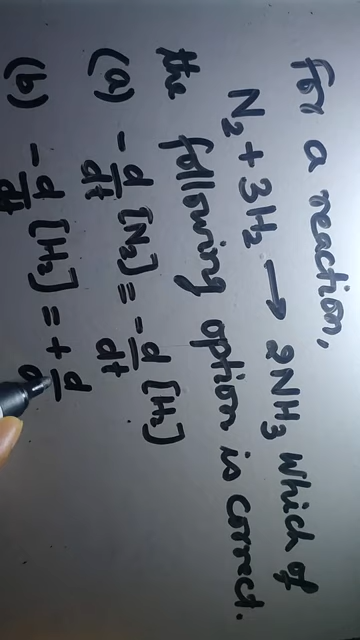 For a reaction,
N₂ + 3H₂ → 2NH₃ Which of
the following option is correct.
(a) -d/dt [N₂] = -d/dt [H₂]
(b) -d/dt [H₂] = + d